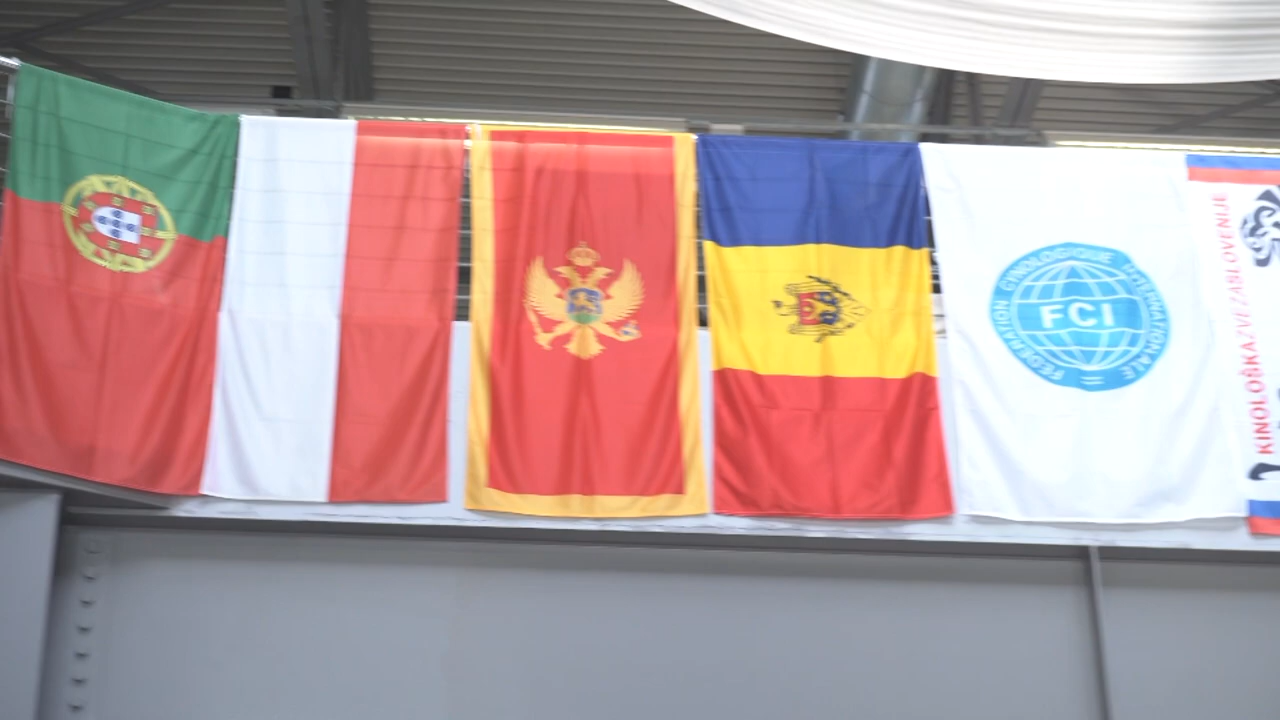 FEDERATION CYNOLOGIQUE INTERNATIONALE
FCI
KINOLOŠKA ZVEZA SLOVENIJE